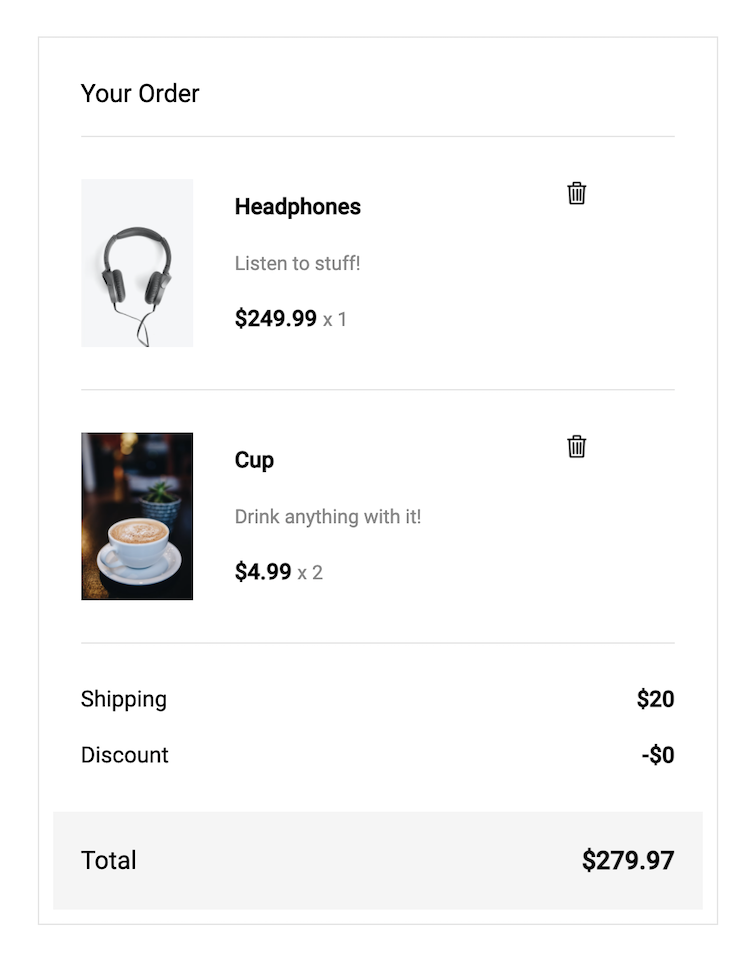 Your Order
Headphones
Listen to stuff!
$249.99 x 1
Cup
Drink anything with it!
$4.99 x 2
Shipping $20
Discount -$0
Total $279.97